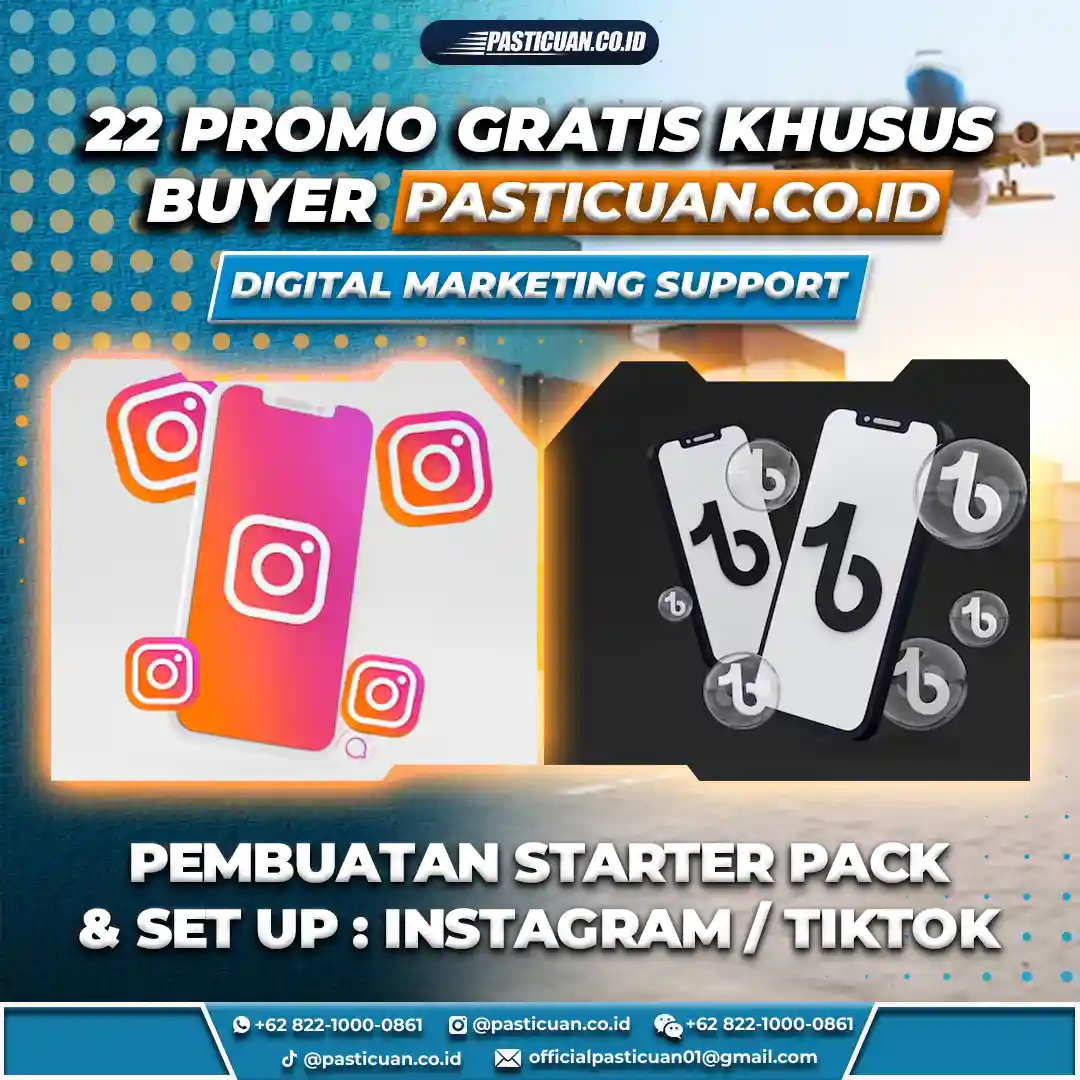 PASTICUAN.CO.ID
22 PROMO GRATIS KHUSUS
BUYER PASTICUAN.CO.ID
DIGITAL MARKETING SUPPORT
PEMBUATAN STARTER PACK
& SET UP : INSTAGRAM / TIKTOK
+62 822-1000-0861 @pasticuan.co.id +62 822-1000-0861
@pasticuan.co.id officialpasticuan01@gmail.com